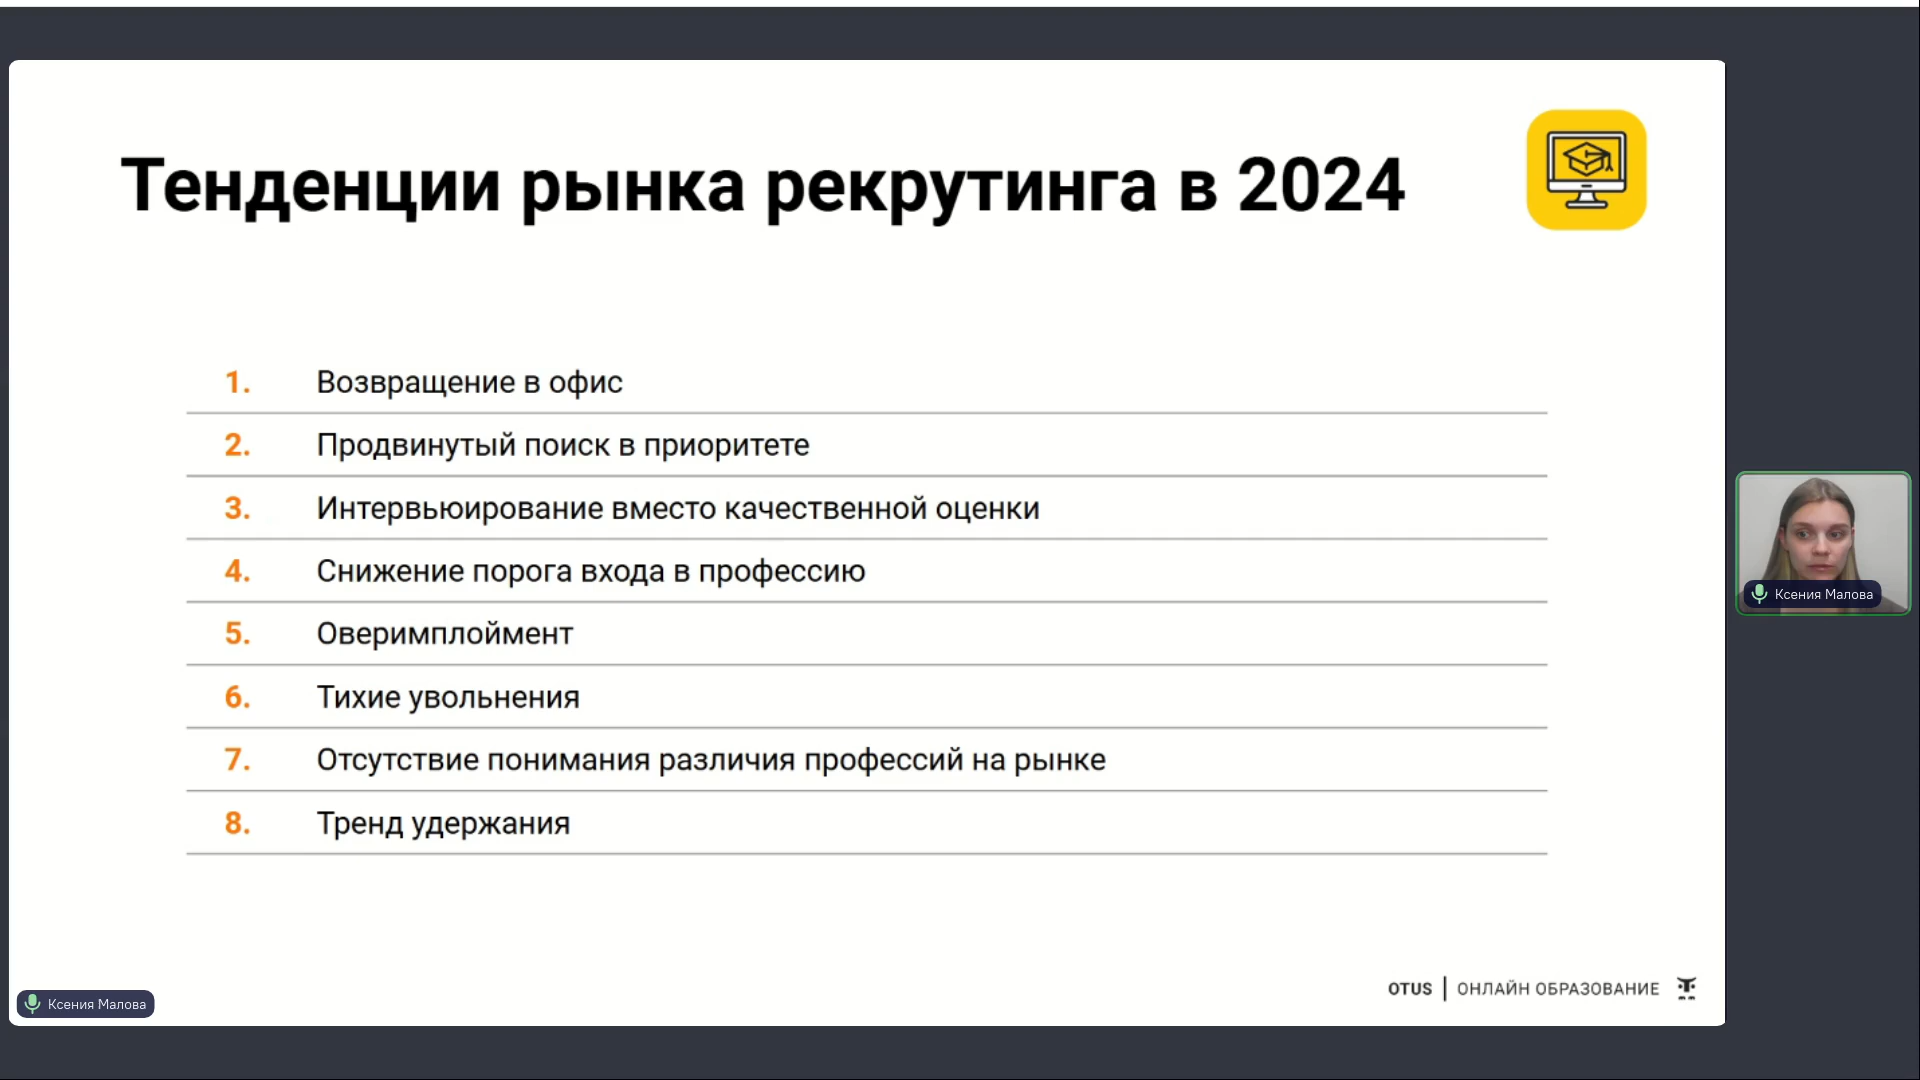 Тенденции рынка рекрутинга в 2024
1. Возвращение в офис
2. Продвинутый поиск в приоритете
3. Интервьюирование вместо качественной оценки
4. Снижение порога входа в профессию
5. Оверимплоймент
6. Тихие увольнения
7. Отсутствие понимания различия профессий на рынке
8. Тренд удержания
OTUS | ОНЛАЙН ОБРАЗОВАНИЕ
Ксения Малова
Ксения Малова